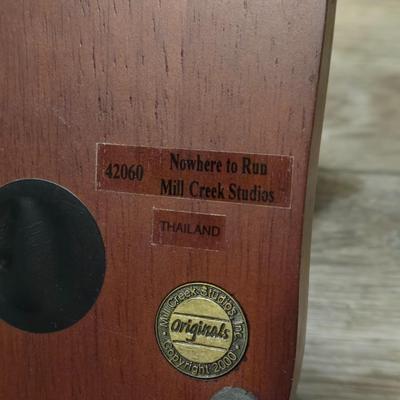 42060 Nowhere to Run
Mill Creek Studios
THAILAND
Mill Creek Studios, Inc.
Originals
Copyright 2000